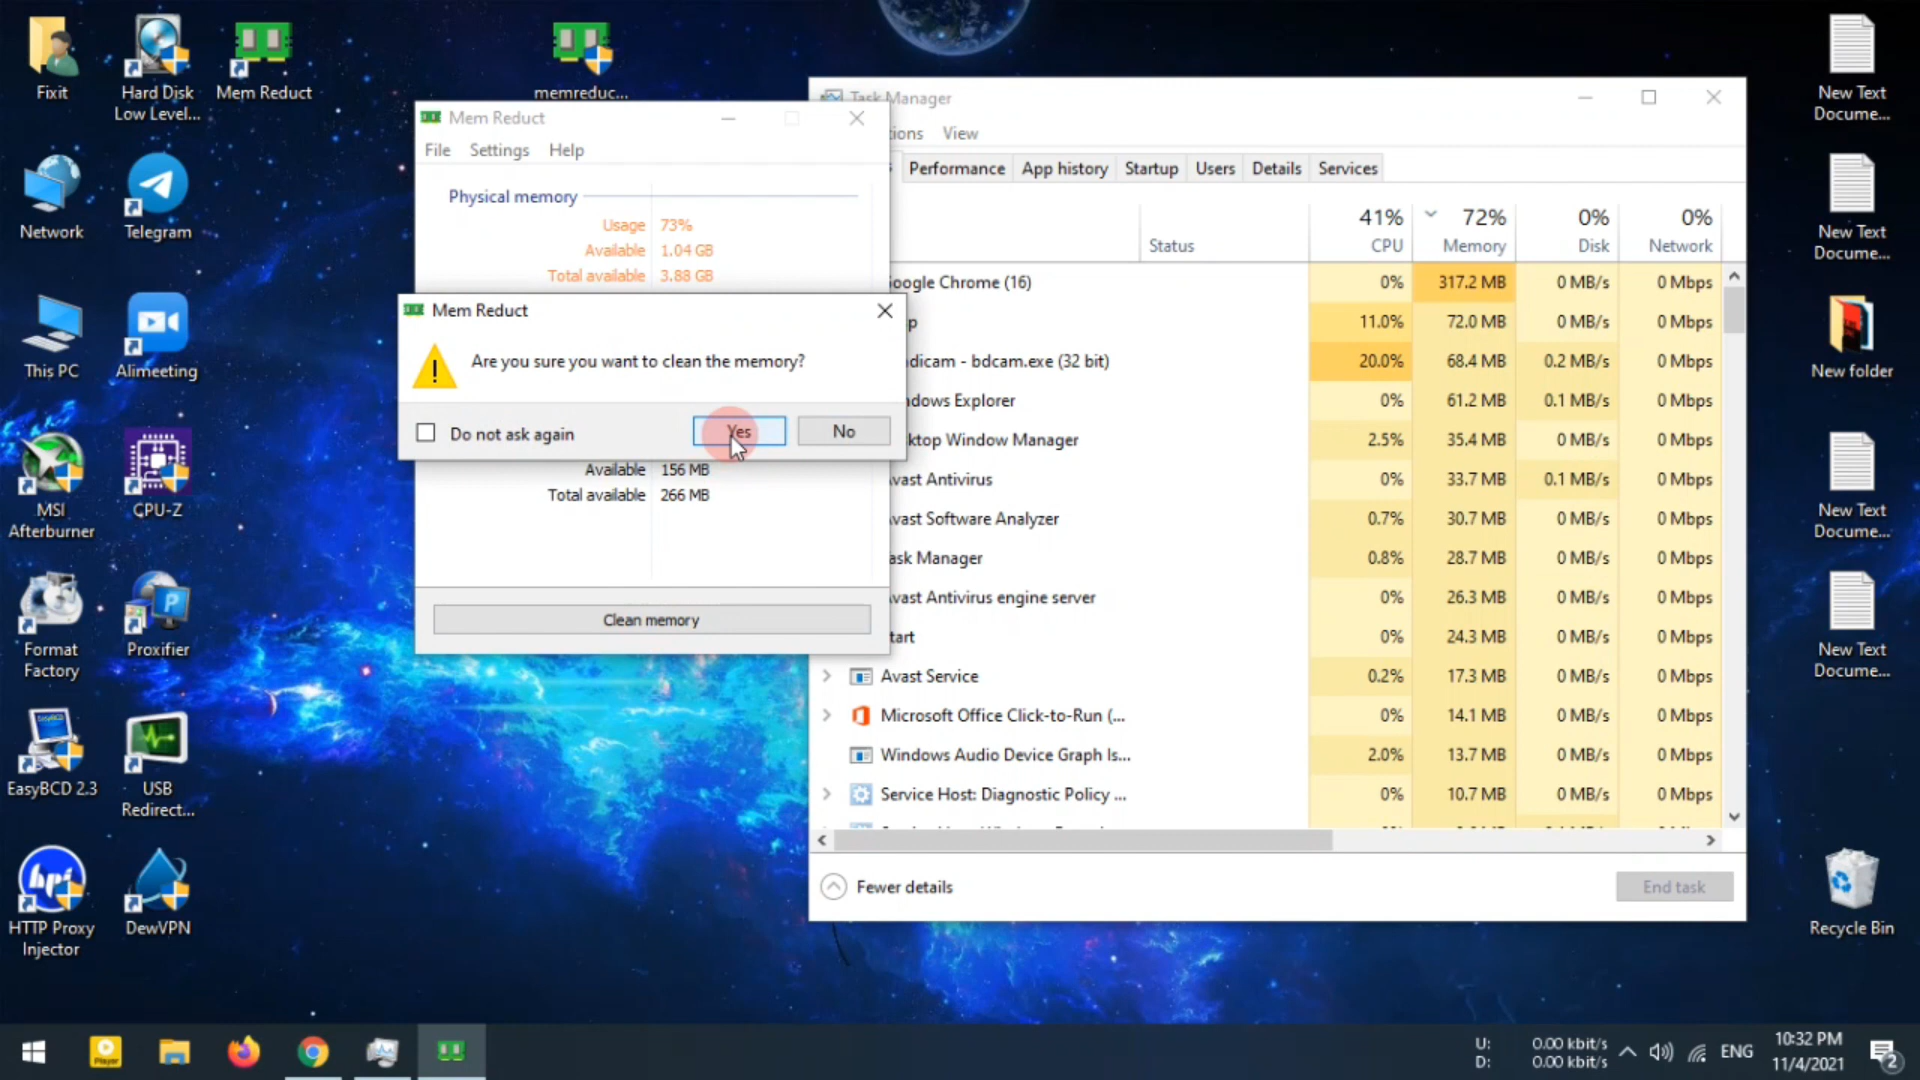 Fixit
Hard Disk
Low Level...
Mem Reduct
memreduc...
Network
Telegram
This PC
Alimeeting
MSI
Afterburner
CPU-Z
Format
Factory
Proxifier
EasyBCD 2.3
USB
Redirect...
HTTP Proxy
Injector
DewVPN
Mem Reduct
File Settings Help
Physical memory
Usage 73%
Available 1.04 GB
Total available 3.88 GB
Mem Reduct
Are you sure you want to clean the memory?
Do not ask again
Yes
No
Available 156 MB
Total available 266 MB
Clean memory
Task Manager
ions View
Performance App history Startup Users Details Services
41% 72% 0% 0%
Status CPU Memory Disk Network
oogle Chrome (16) 0% 317.2 MB 0 MB/s 0 Mbps
p 11.0% 72.0 MB 0 MB/s 0 Mbps
dicam - bdcam.exe (32 bit) 20.0% 68.4 MB 0.2 MB/s 0 Mbps
dows Explorer 0% 61.2 MB 0.1 MB/s 0 Mbps
ktop Window Manager 2.5% 35.4 MB 0 MB/s 0 Mbps
vast Antivirus 0% 33.7 MB 0.1 MB/s 0 Mbps
vast Software Analyzer 0.7% 30.7 MB 0 MB/s 0 Mbps
ask Manager 0.8% 28.7 MB 0 MB/s 0 Mbps
vast Antivirus engine server 0% 26.3 MB 0 MB/s 0 Mbps
tart 0% 24.3 MB 0 MB/s 0 Mbps
Avast Service 0.2% 17.3 MB 0 MB/s 0 Mbps
Microsoft Office Click-to-Run (... 0% 14.1 MB 0 MB/s 0 Mbps
Windows Audio Device Graph Is... 2.0% 13.7 MB 0 MB/s 0 Mbps
Service Host: Diagnostic Policy ... 0% 10.7 MB 0 MB/s 0 Mbps
Fewer details
End task
New Text
Docume...
New Text
Docume...
New folder
New Text
Docume...
New Text
Docume...
Recycle Bin
Player
U: 0.00 kbit/s
D: 0.00 kbit/s
ENG
10:32 PM
11/4/2021
2